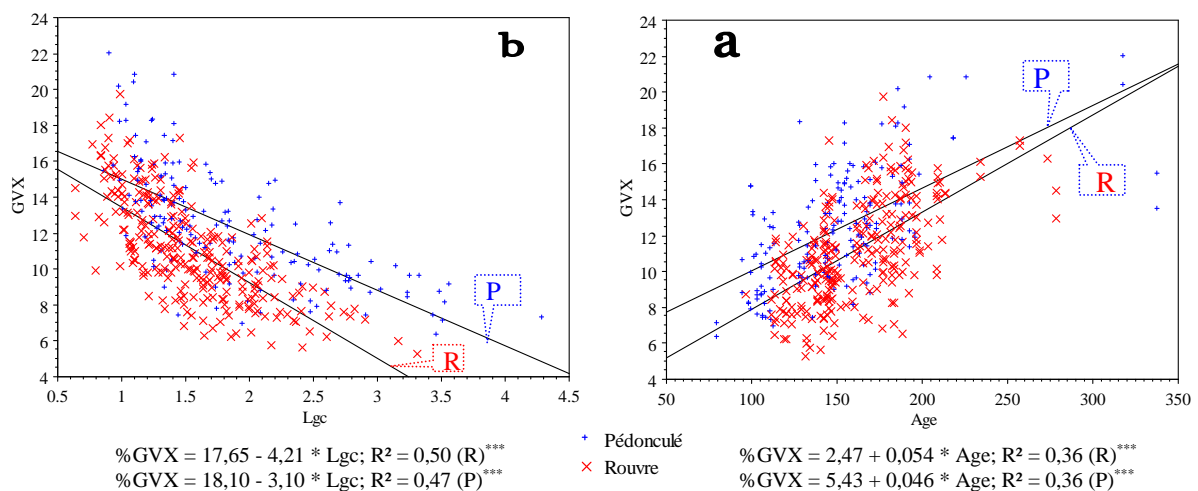 24
22
20
18
16
14
12
10
8
6
4
GVX
b
P
R
0.5 1 1.5 2 2.5 3 3.5 4 4.5
Lgc
24
22
20
18
16
14
12
10
8
6
4
GVX
a
P
R
50 100 150 200 250 300 350
Age
%GVX = 17,65 - 4,21 * Lgc; R² = 0,50 (R)***
%GVX = 18,10 - 3,10 * Lgc; R² = 0,47 (P)***
+ Pédonculé
× Rouvre
%GVX = 2,47 + 0,054 * Age; R² = 0,36 (R)***
%GVX = 5,43 + 0,046 * Age; R² = 0,36 (P)***